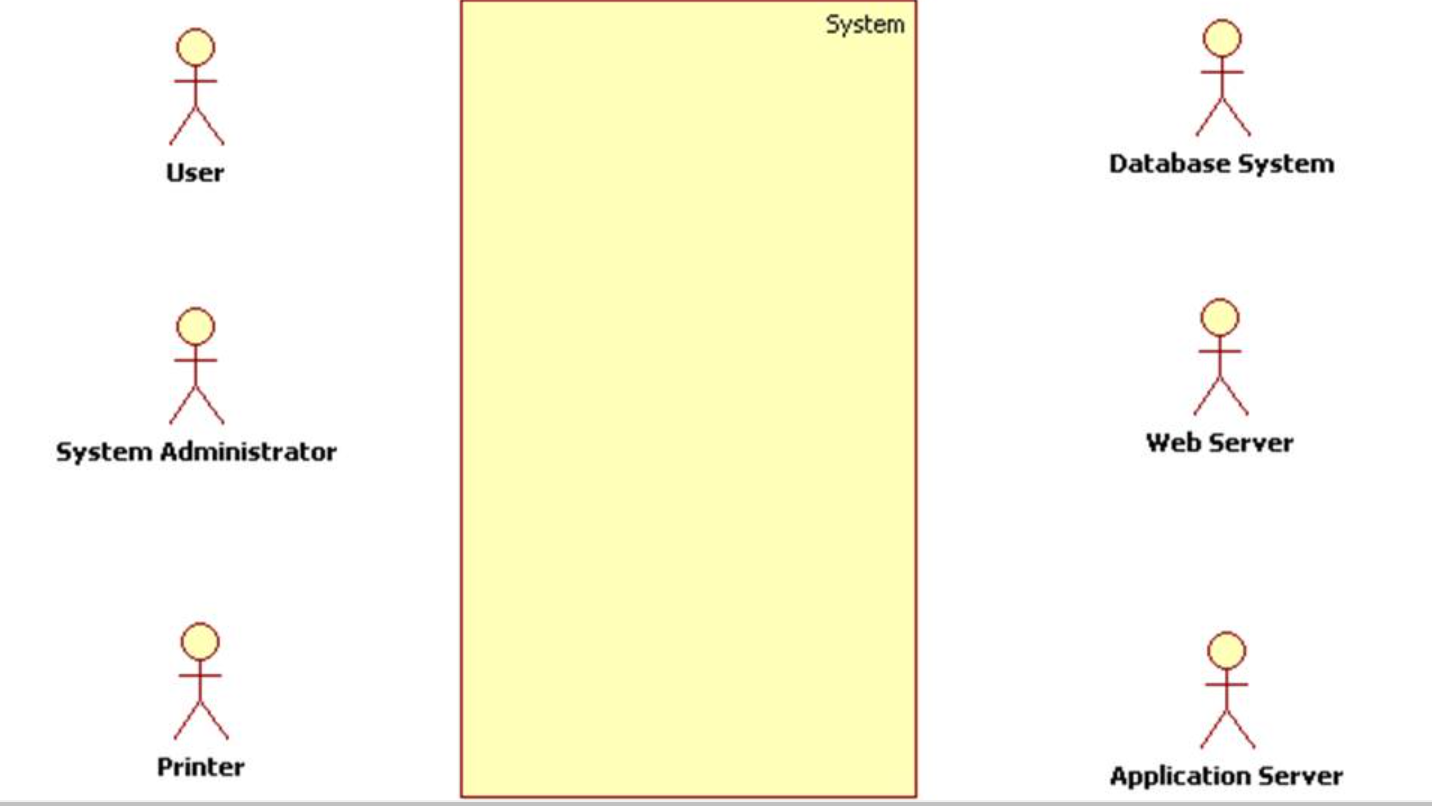 System
User
Database System
System Administrator
Web Server
Printer
Application Server